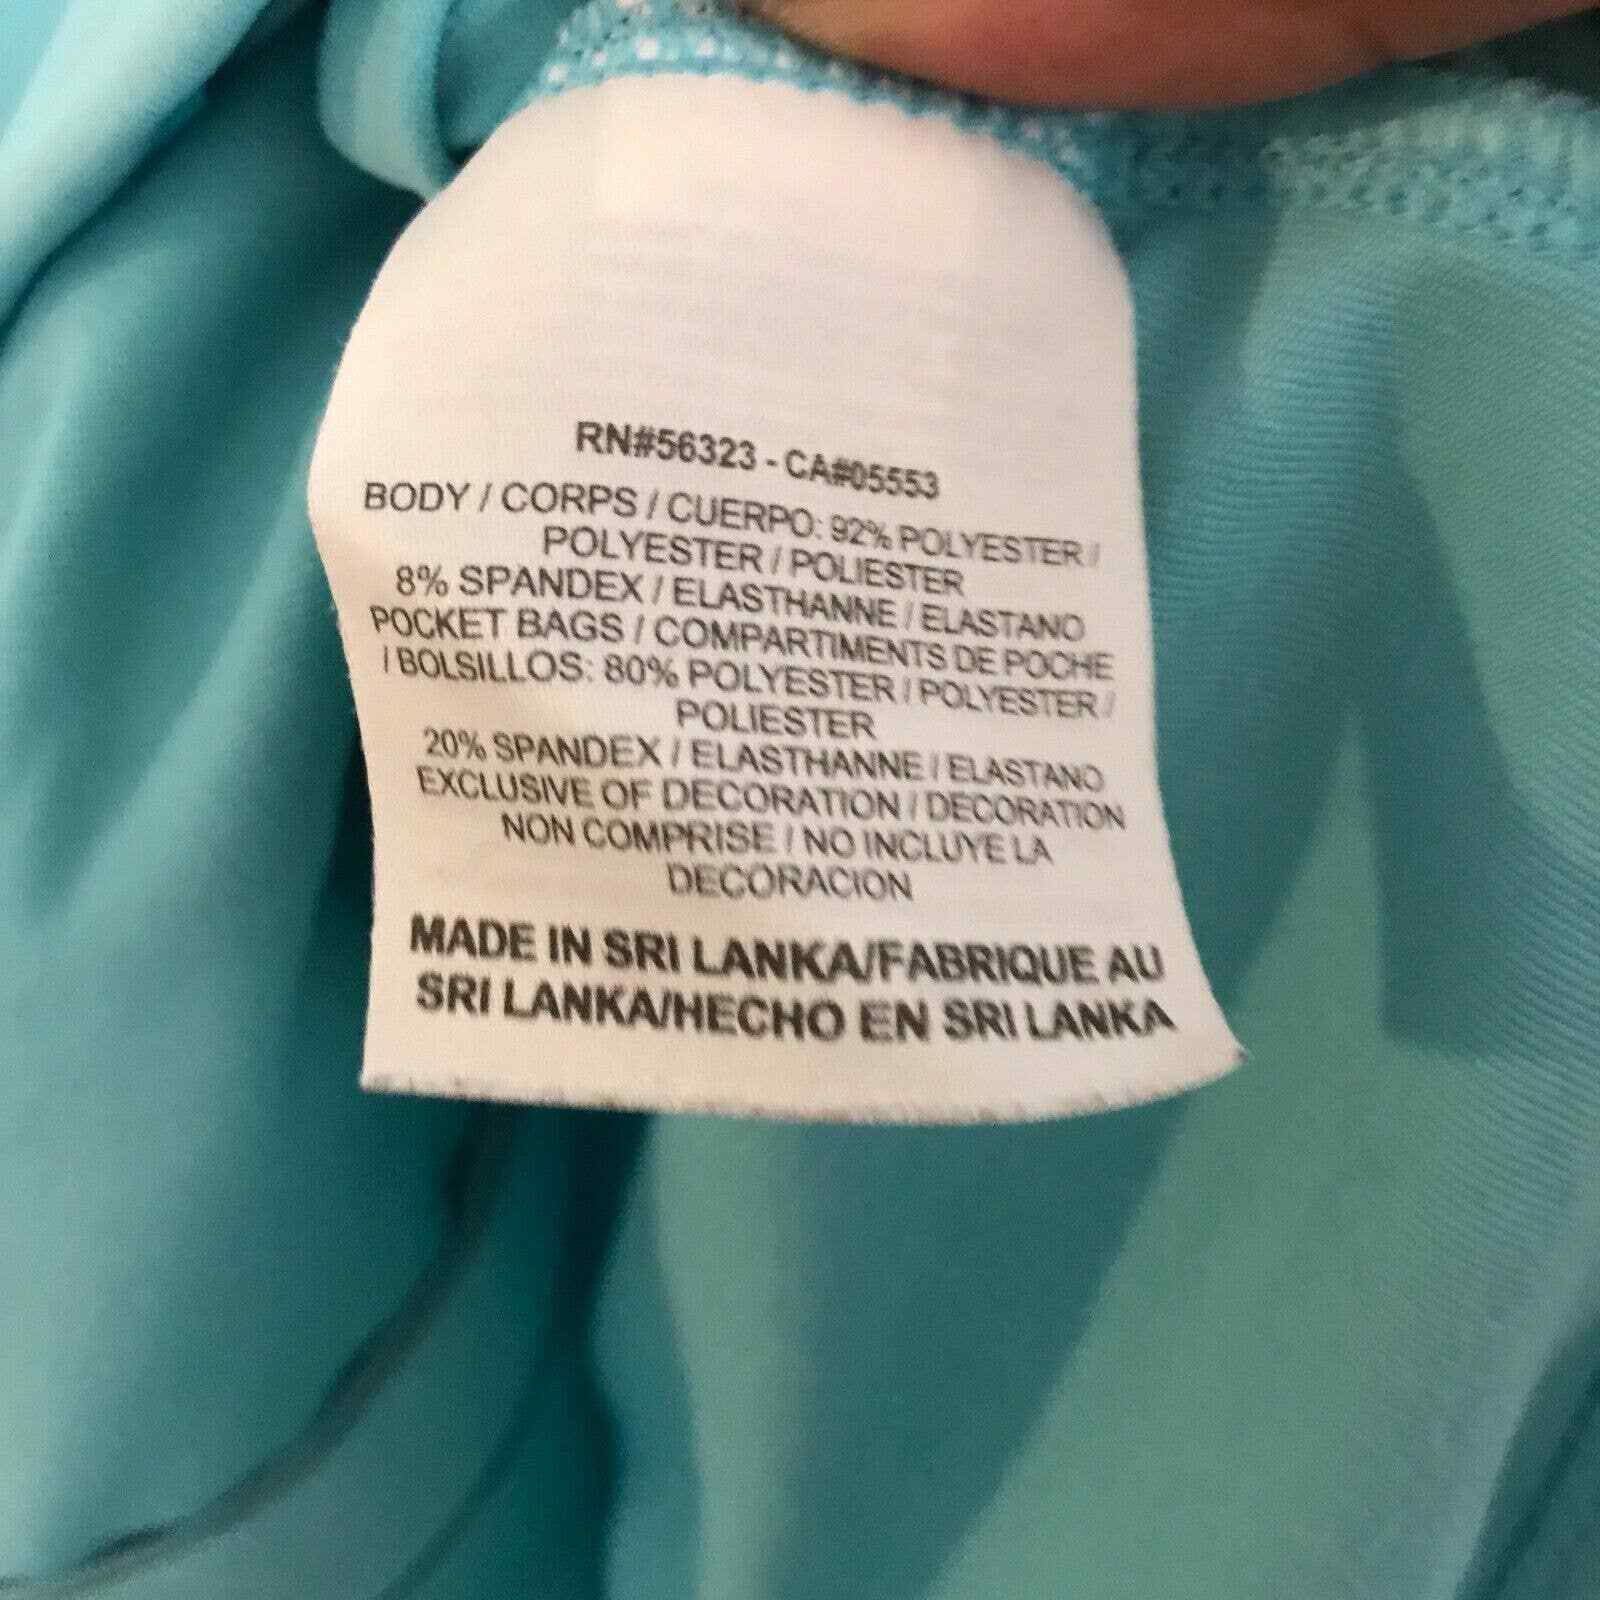 RN#56323 - CA#05553
BODY / CORPS / CUERPO: 92% POLYESTER /
POLYESTER / POLIESTER
8% SPANDEX / ELASTHANNE / ELASTANO
POCKET BAGS / COMPARTIMENTS DE POCHE
/ BOLSILLOS: 80% POLYESTER / POLYESTER /
POLIESTER
20% SPANDEX / ELASTHANNE / ELASTANO
EXCLUSIVE OF DECORATION / DECORATION
NON COMPRISE / NO INCLUYE LA
DECORACION
MADE IN SRI LANKA/FABRIQUE AU
SRI LANKA/HECHO EN SRI LANKA